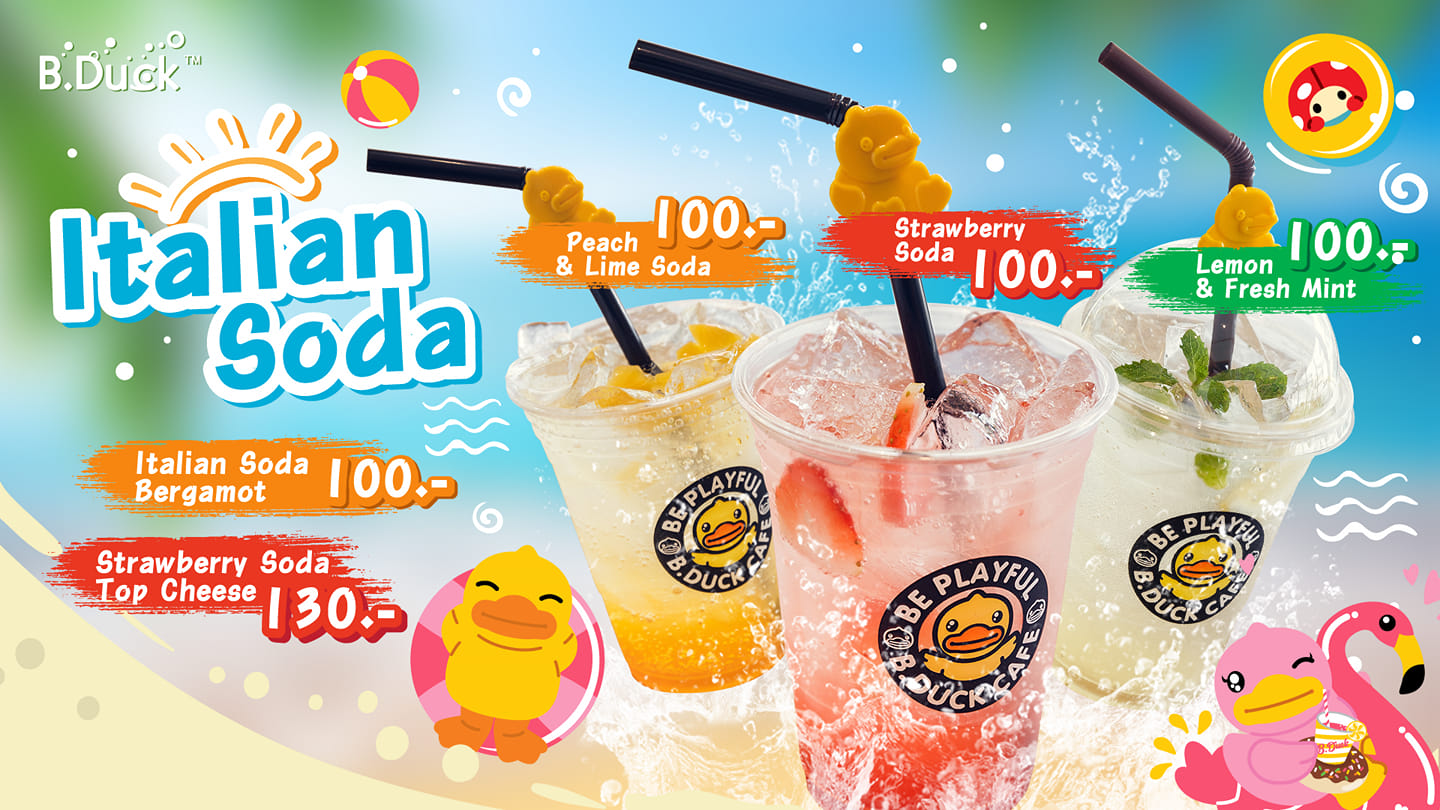 B.Duck™
Italian
Soda
Peach
& Lime Soda
100.-
Strawberry
Soda
100.-
Lemon
& Fresh Mint
100.-
Italian Soda
Bergamot
100.-
Strawberry Soda
Top Cheese
130.-
BE PLAYFUL
B.DUCK CAFE
BE PLAYFUL
B.DUCK CAFE
BE PLAYFUL
B.DUCK CAFE
B.Duck